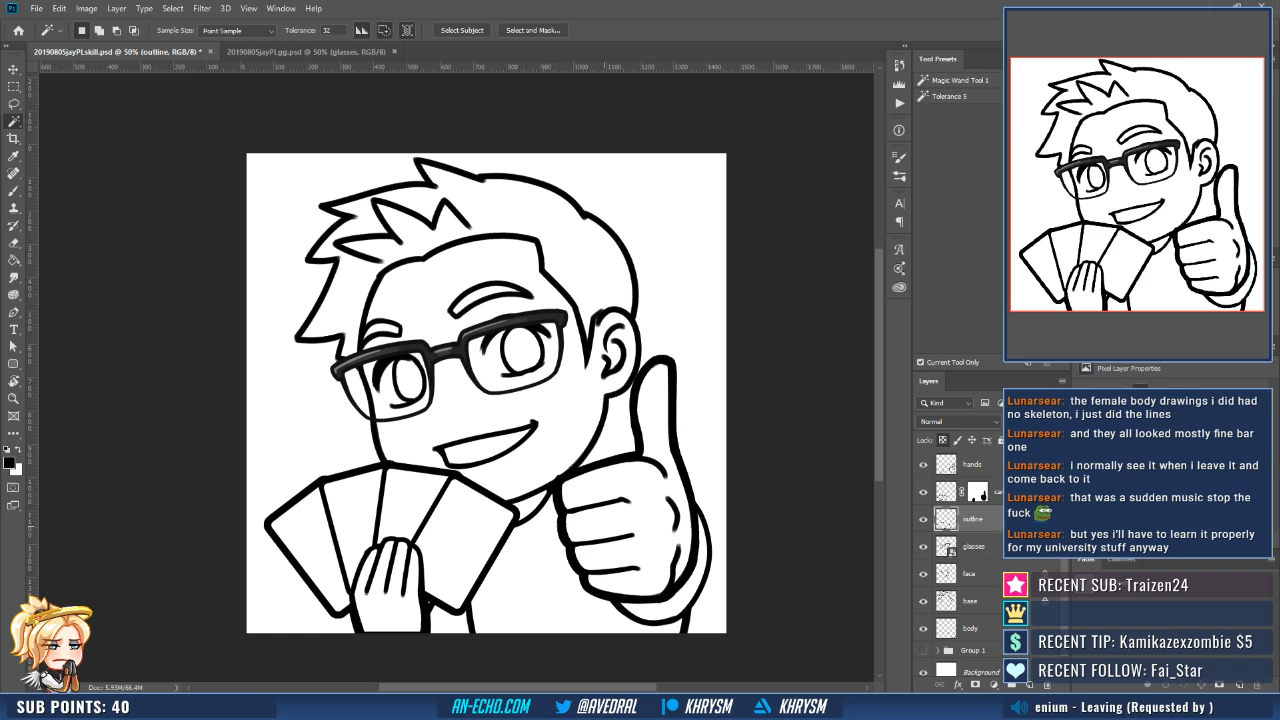 File Edit Image Layer Type Select Filter 3D View Window Help
Sample Size: Point Sample Tolerance: 32 Select Subject Select and Mask...
20190805jayPLskill.psd @ 50% (outline, RGB/8) * × 20190805jayPLgg.psd @ 50% (glasses, RGB/8) ×
Tool Presets
Magic Wand Tool 1
Tolerance 5
Current Tool Only
Layers
Pixel Layer Properties
Kind
Normal
Lock:
hands
outline
glasses
face
base
body
Group 1
Background
Lunarsear: the female body drawings i did had
no skeleton, i just did the lines
Lunarsear: and they all looked mostly fine bar
one
Lunarsear: i normally see it when i leave it and
come back to it
Lunarsear: that was a sudden music stop the
fuck
Lunarsear: but yes i'll have to learn it properly
for my university stuff anyway
RECENT SUB: Traizen24
RECENT TIP: Kamikazexzombie $5
RECENT FOLLOW: Fai_Star
Doc: 5.93M/66.4M
SUB POINTS: 40 AN-ECHO.COM @AVEDRAL KHRYSM KHRYSM enium - Leaving (Requested by )